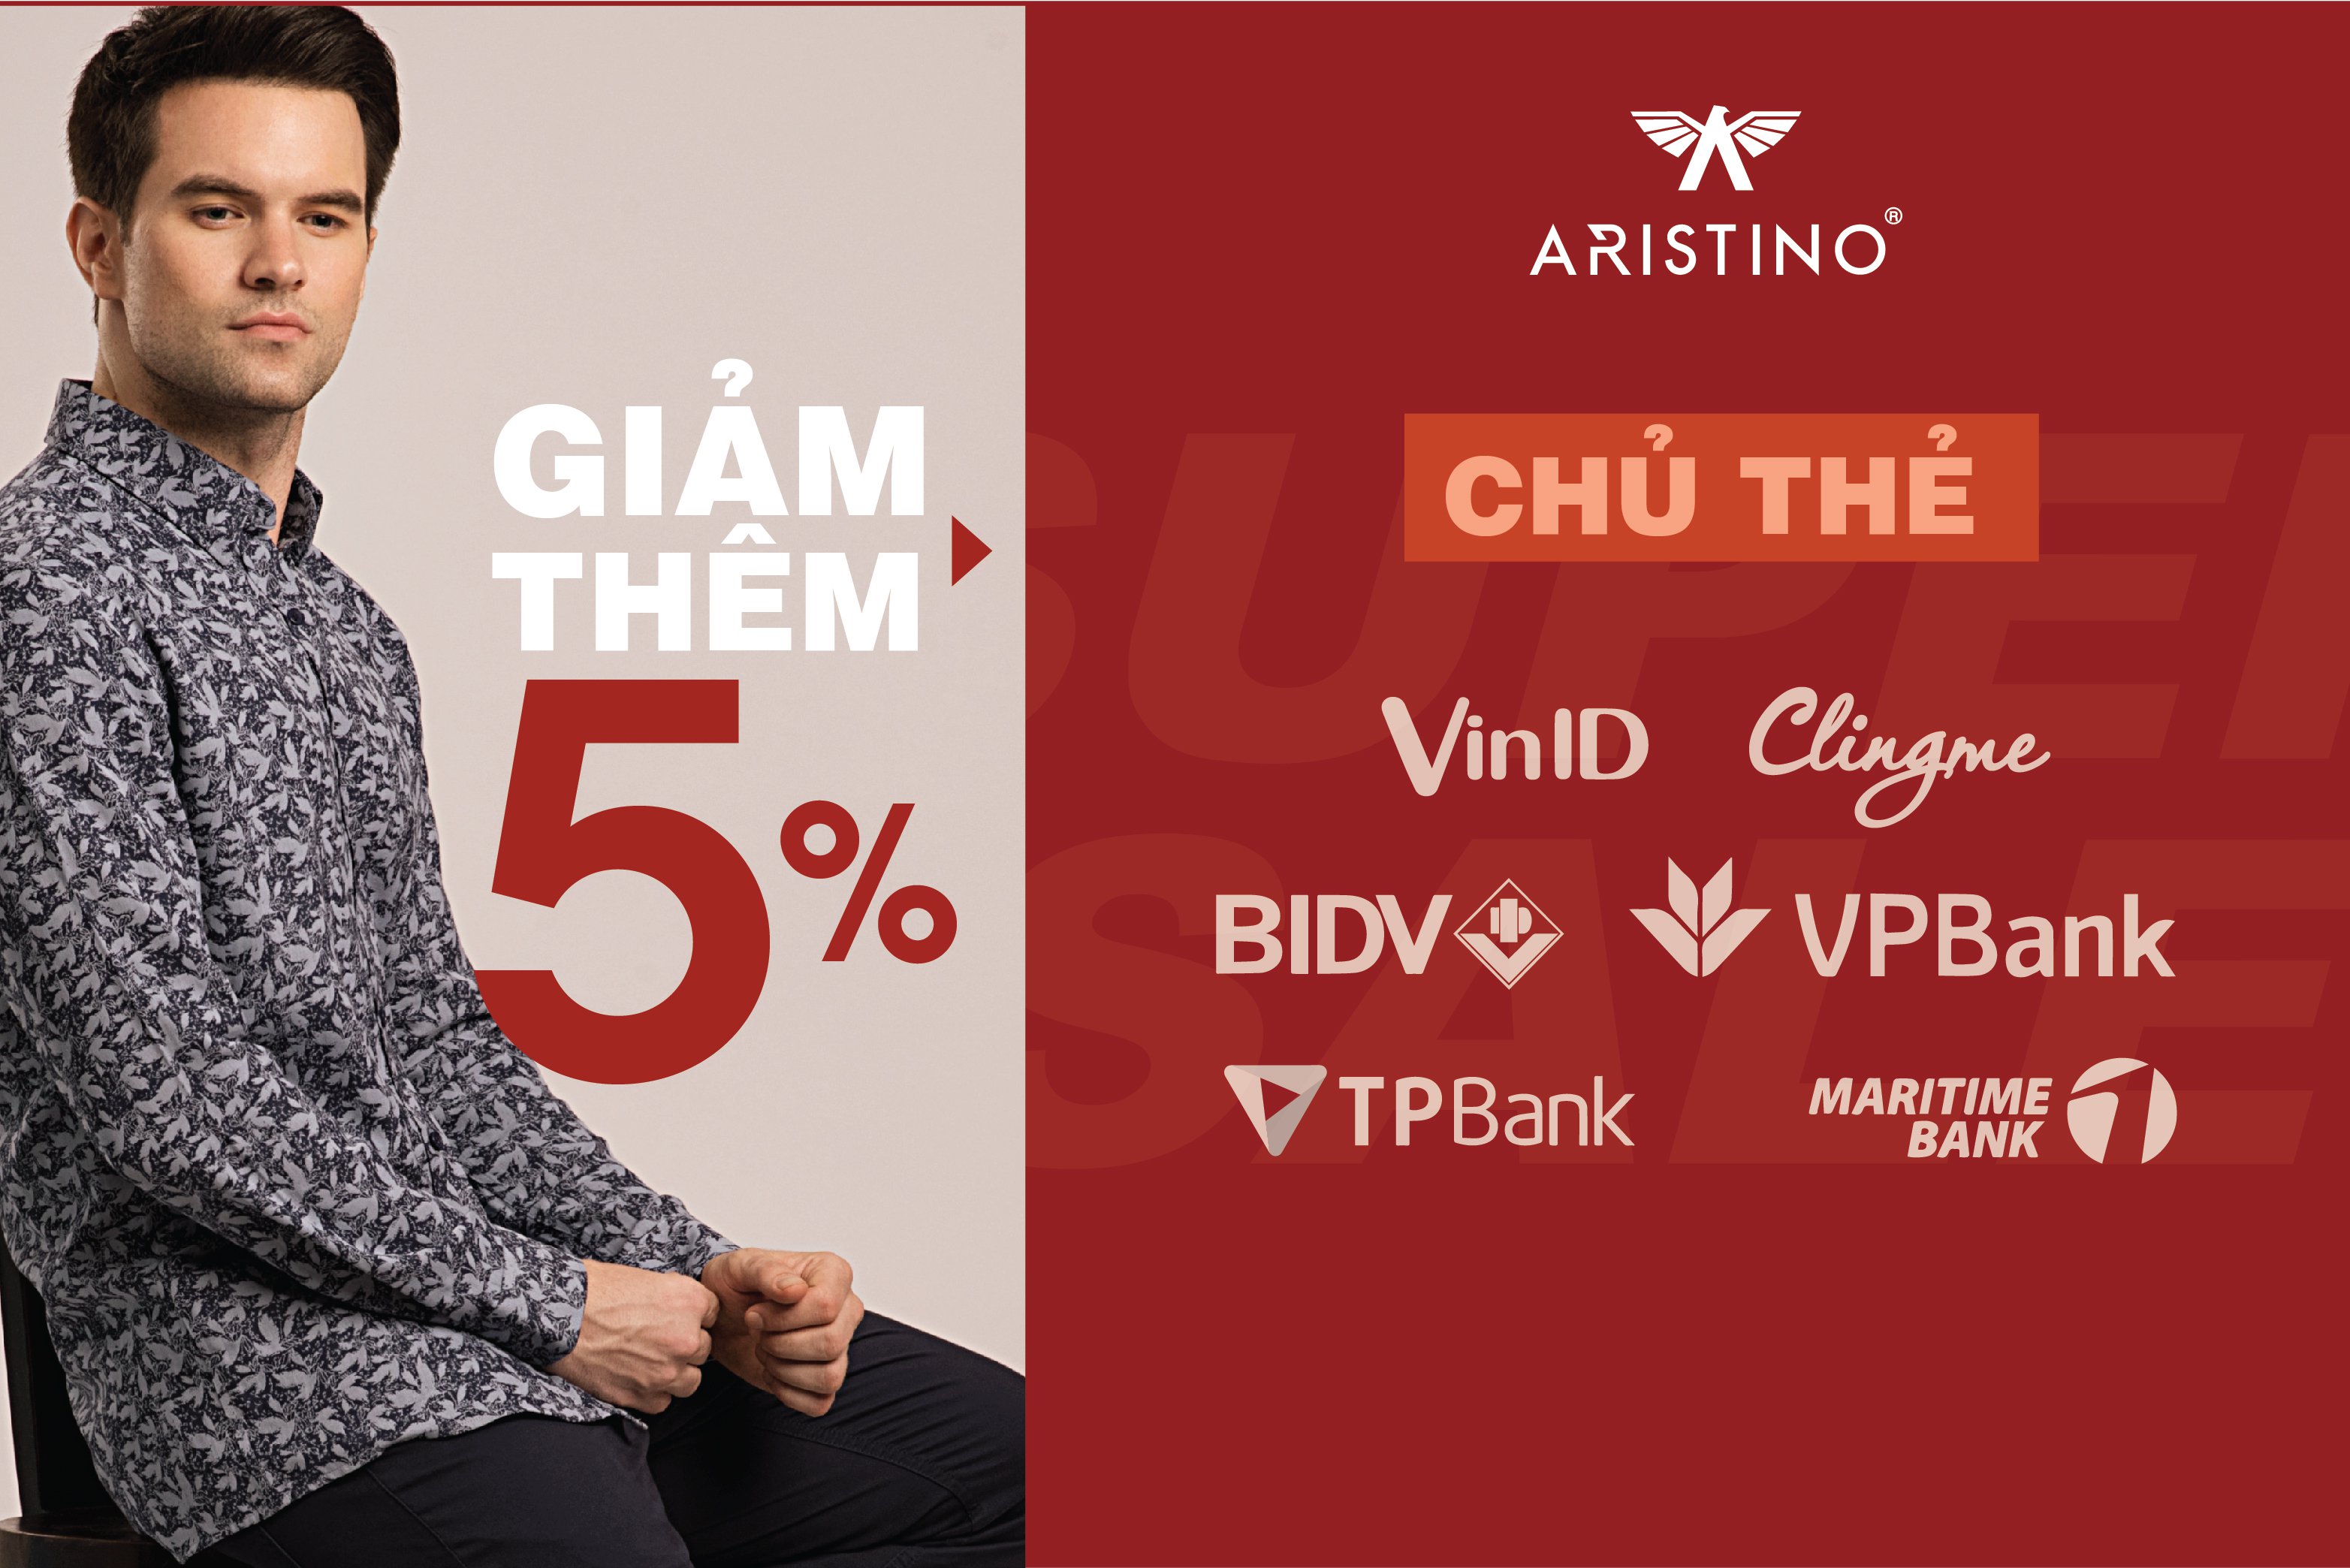 GIẢM
THÊM
5%
ARISTINO®
CHỦ THẺ
SUPER
SALE
VinID
Clingme
BIDV
VPBank
TPBank
MARITIME
BANK